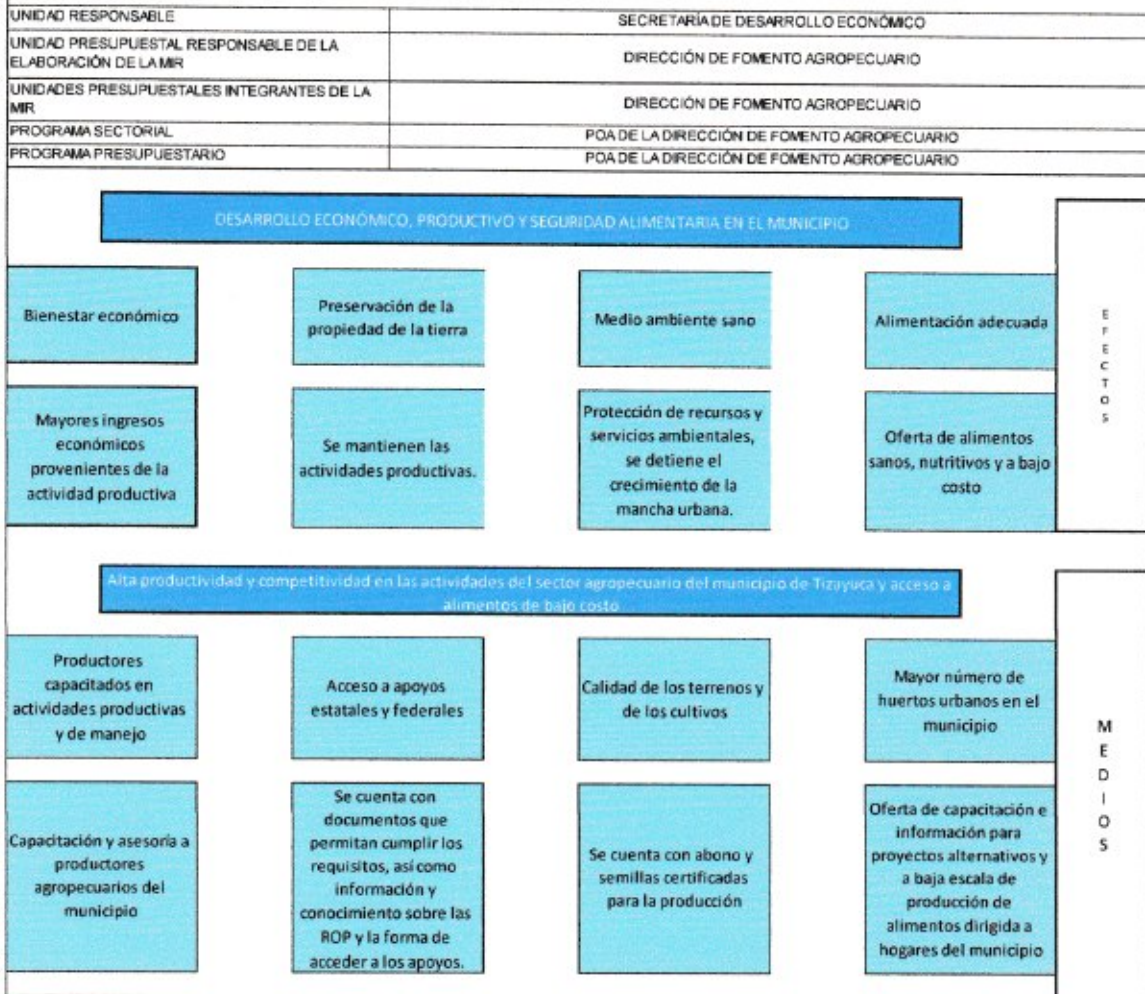 UNIDAD RESPONSABLE
SECRETARÍA DE DESARROLLO ECONÓMICO
UNIDAD PRESUPUESTAL RESPONSABLE DE LA
ELABORACIÓN DE LA MIR
DIRECCIÓN DE FOMENTO AGROPECUARIO
UNIDADES PRESUPUESTALES INTEGRANTES DE LA
MIR
DIRECCIÓN DE FOMENTO AGROPECUARIO
PROGRAMA SECTORIAL
POA DE LA DIRECCIÓN DE FOMENTO AGROPECUARIO
PROGRAMA PRESUPUESTARIO
POA DE LA DIRECCIÓN DE FOMENTO AGROPECUARIO
DESARROLLO ECONÓMICO, PRODUCTIVO Y SEGURIDAD ALIMENTARIA EN EL MUNICIPIO
Bienestar económico
Preservación de la
propiedad de la tierra
Medio ambiente sano
Alimentación adecuada
Mayores ingresos
económicos
provenientes de la
actividad productiva
Se mantienen las
actividades productivas.
Protección de recursos y
servicios ambientales,
se detiene el
crecimiento de la
mancha urbana.
Oferta de alimentos
sanos, nutritivos y a bajo
costo
EFECTOS
Alta productividad y competitividad en las actividades del sector agropecuario del municipio de Tizayuca y acceso a
alimentos de bajo costo
Productores
capacitados en
actividades productivas
y de manejo
Acceso a apoyos
estatales y federales
Calidad de los terrenos y
de los cultivos
Mayor número de
huertos urbanos en el
municipio
Capacitación y asesoría a
productores
agropecuarios del
municipio
Se cuenta con
documentos que
permitan cumplir los
requisitos, así como
información y
conocimiento sobre las
ROP y la forma de
acceder a los apoyos.
Se cuenta con abono y
semillas certificadas
para la producción
Oferta de capacitación e
información para
proyectos alternativos y
a baja escala de
producción de
alimentos dirigida a
hogares del municipio
MEDIOS